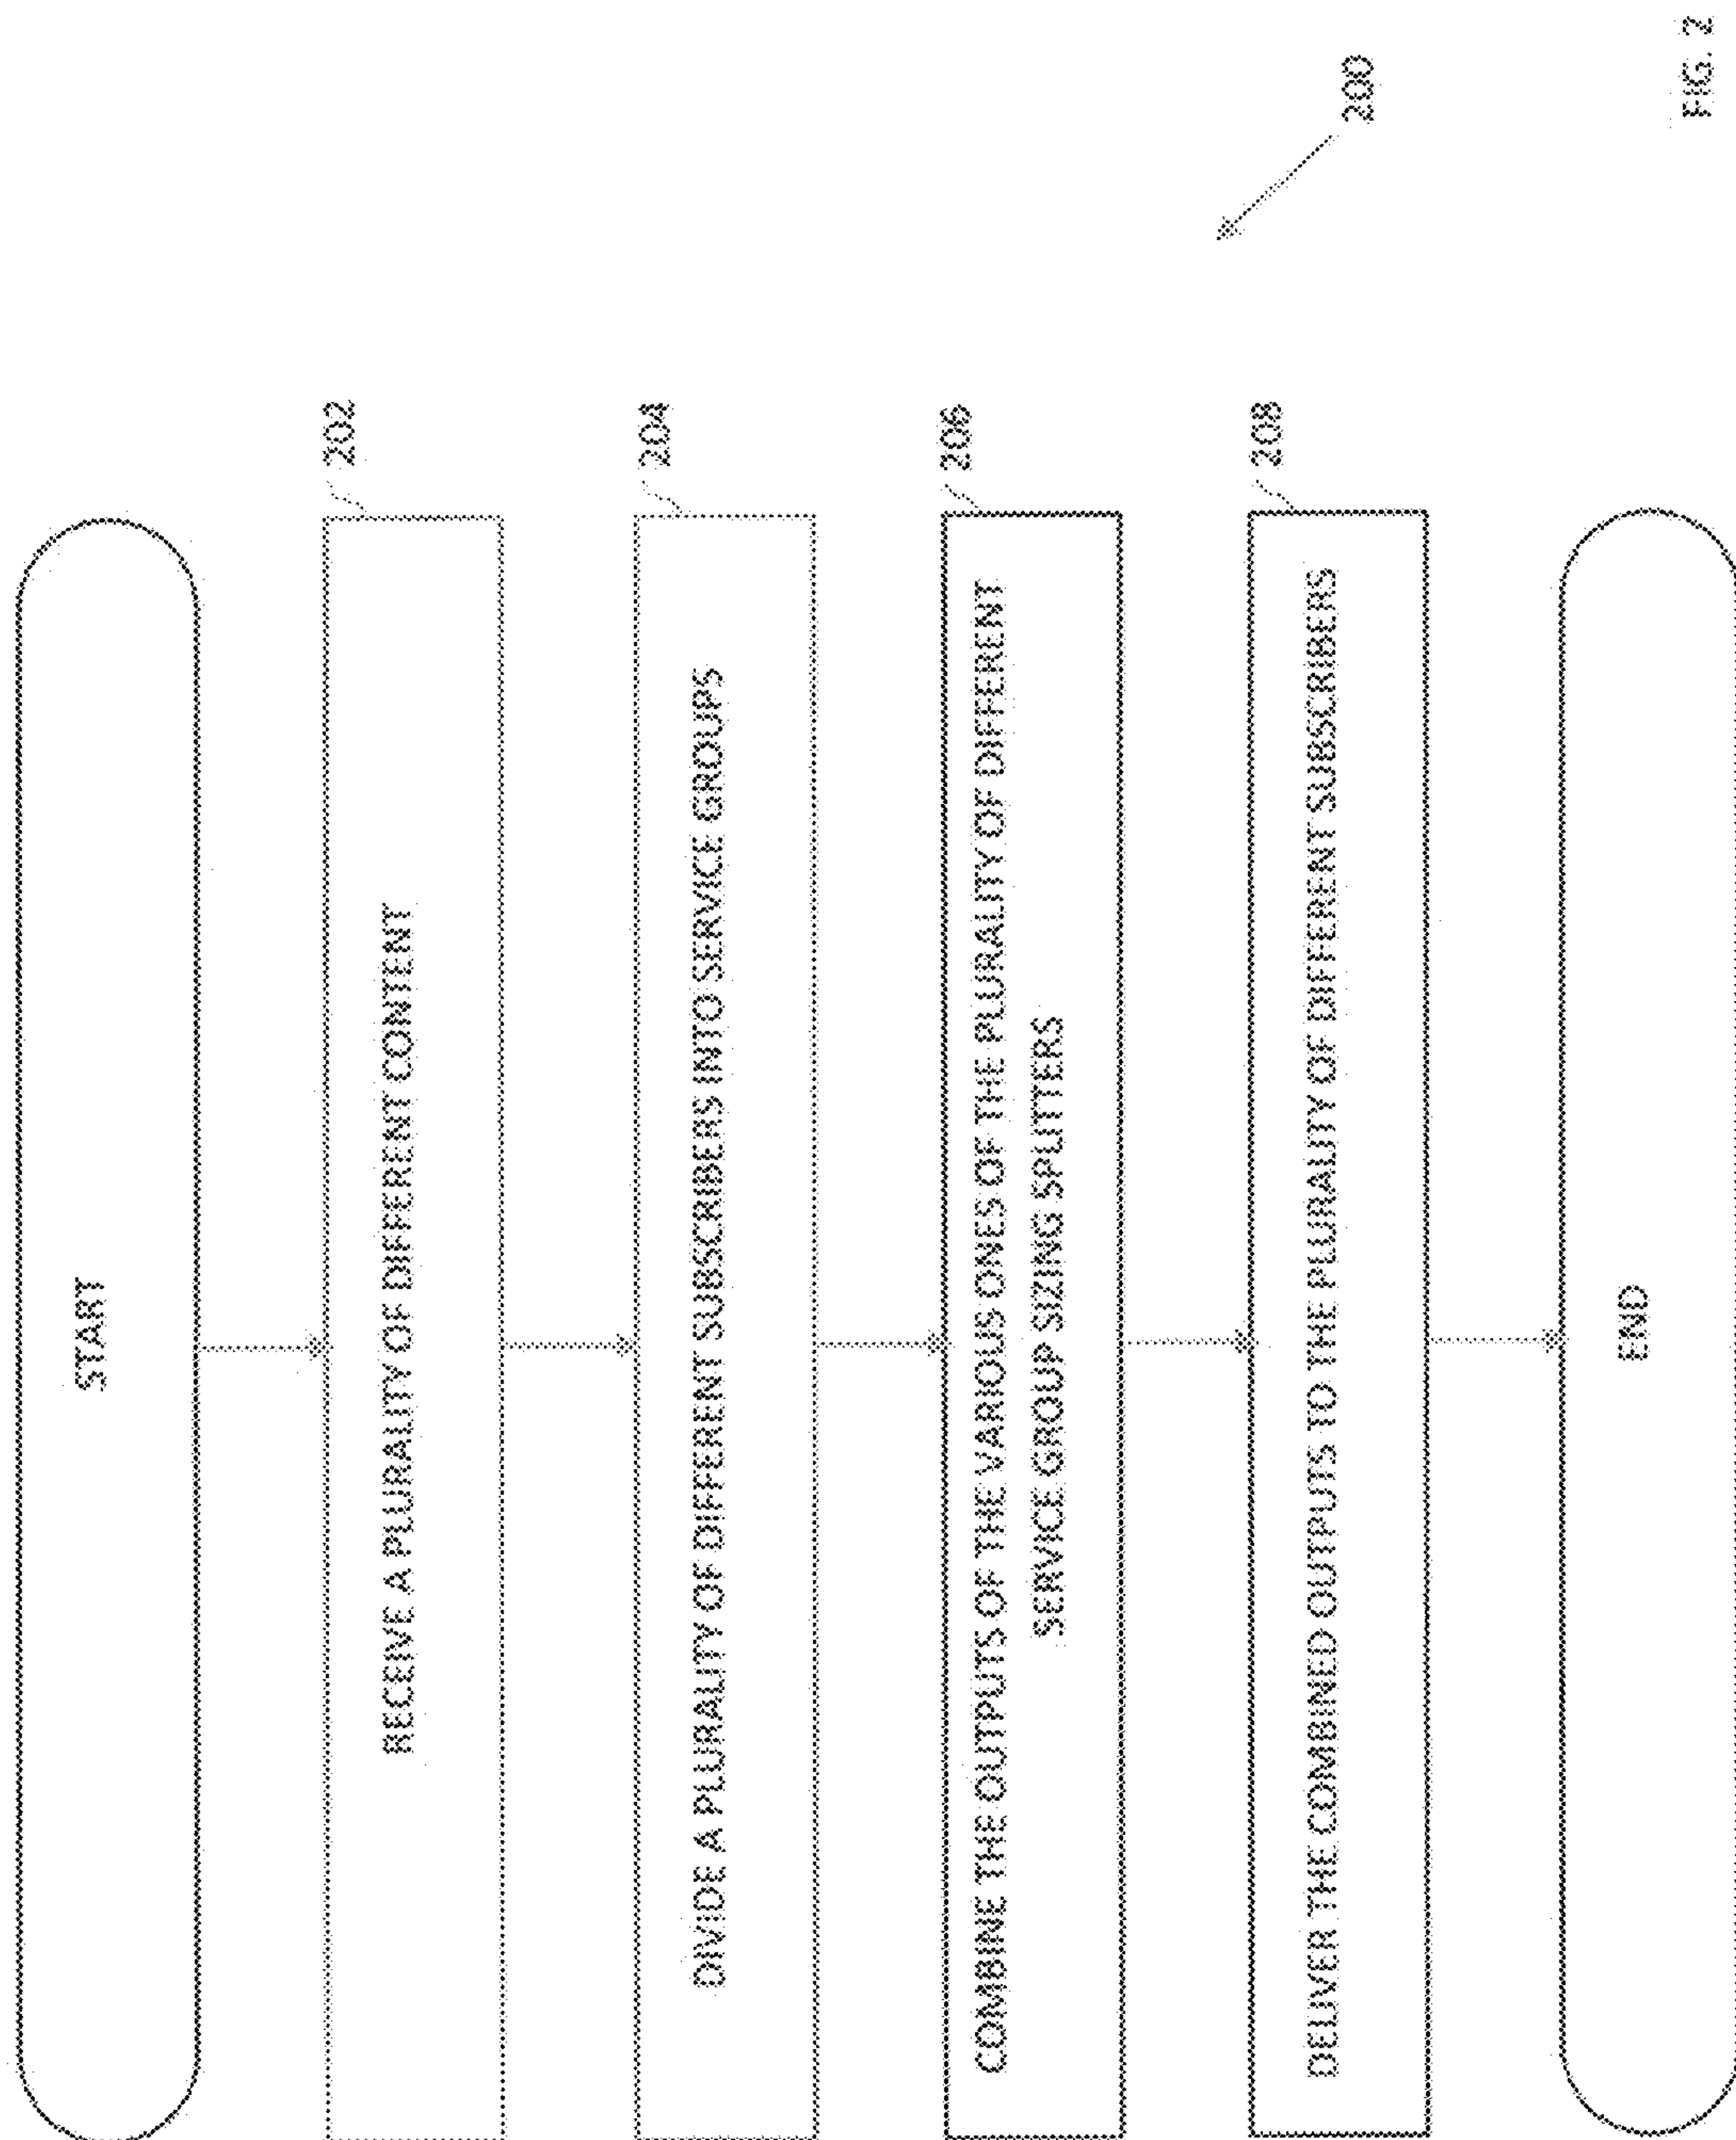 START
202
RECEIVE A PLURALITY OF DIFFERENT CONTENT
204
DIVIDE A PLURALITY OF DIFFERENT SUBSCRIBERS INTO SERVICE GROUPS
206
COMBINE THE OUTPUTS OF THE VARIOUS ONES OF THE PLURALITY OF DIFFERENT
SERVICE GROUP SIZING SPLITTERS
208
DELIVER THE COMBINED OUTPUTS TO THE PLURALITY OF DIFFERENT SUBSCRIBERS
END
200
FIG. 2